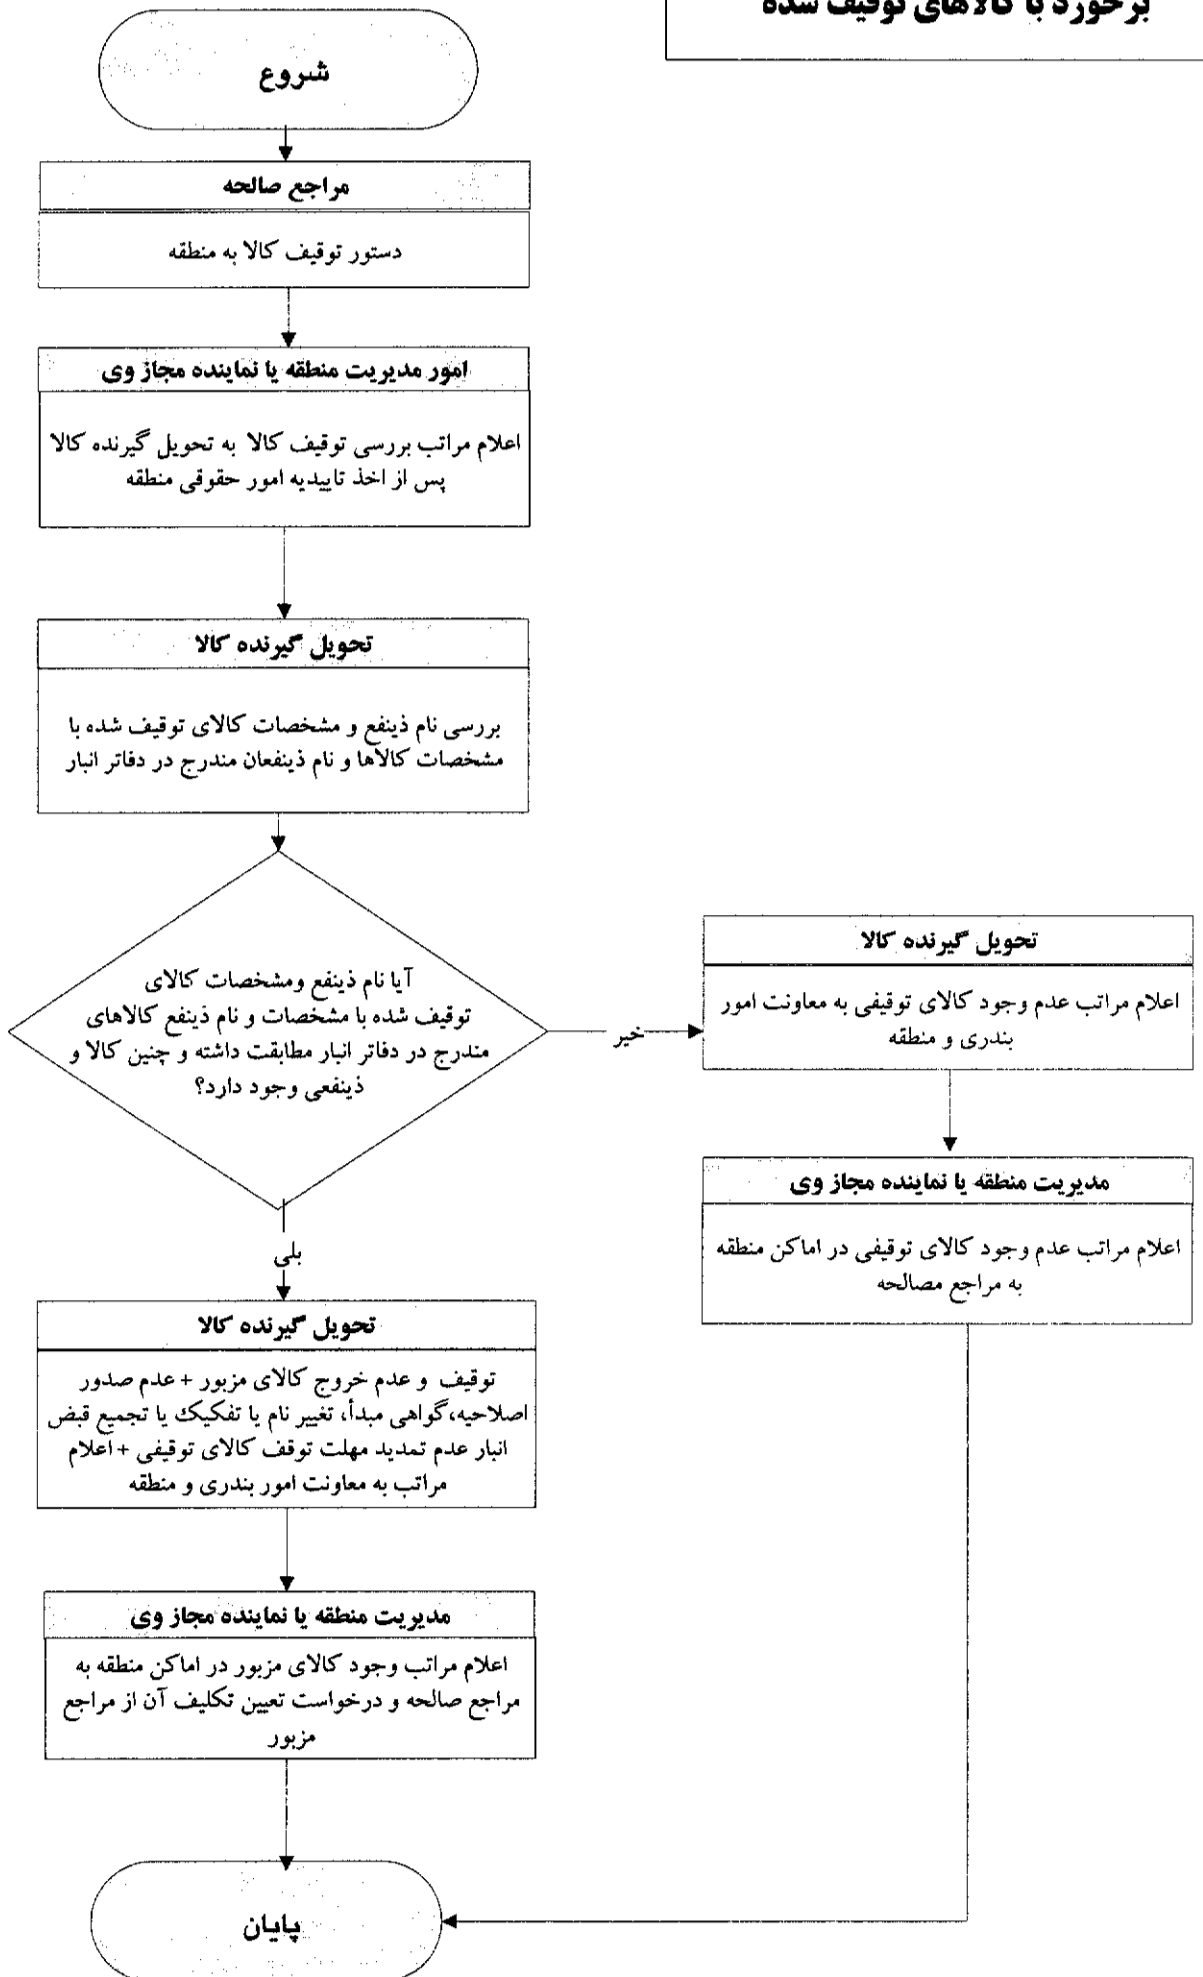 برخورد با کالاهای توقیف شده
شروع
مراجع صالحه
دستور توقیف کالا به منطقه
امور مدیریت منطقه یا نماینده مجاز وی
اعلام مراتب بررسی توقیف کالا به تحویل گیرنده کالا
پس از اخذ تاییدیه امور حقوقی منطقه
تحویل گیرنده کالا
بررسی نام ذینفع و مشخصات کالای توقیف شده با
مشخصات کالاها و نام ذینفعان مندرج در دفاتر انبار
آیا نام ذینفع ومشخصات کالای
توقیف شده با مشخصات و نام ذینفع کالاهای
مندرج در دفاتر انبار مطابقت داشته و چنین کالا و
ذینفعی وجود دارد؟
خیر
تحویل گیرنده کالا
اعلام مراتب عدم وجود کالای توقیفی به معاونت امور
بندری و منطقه
مدیریت منطقه یا نماینده مجاز وی
اعلام مراتب عدم وجود کالای توقیفی در اماکن منطقه
به مراجع مصالحه
بلی
تحویل گیرنده کالا
توقیف و عدم خروج کالای مزبور + عدم صدور
اصلاحیه،گواهی مبدأ، تغییر نام یا تفکیك یا تجمیع قبض
انبار عدم تمدید مهلت توقف کالای توقیفی + اعلام
مراتب به معاونت امور بندری و منطقه
مدیریت منطقه یا نماینده مجاز وی
اعلام مراتب وجود کالای مزبور در اماکن منطقه به
مراجع صالحه و درخواست تعیین تکلیف آن از مراجع
مزبور
پایان